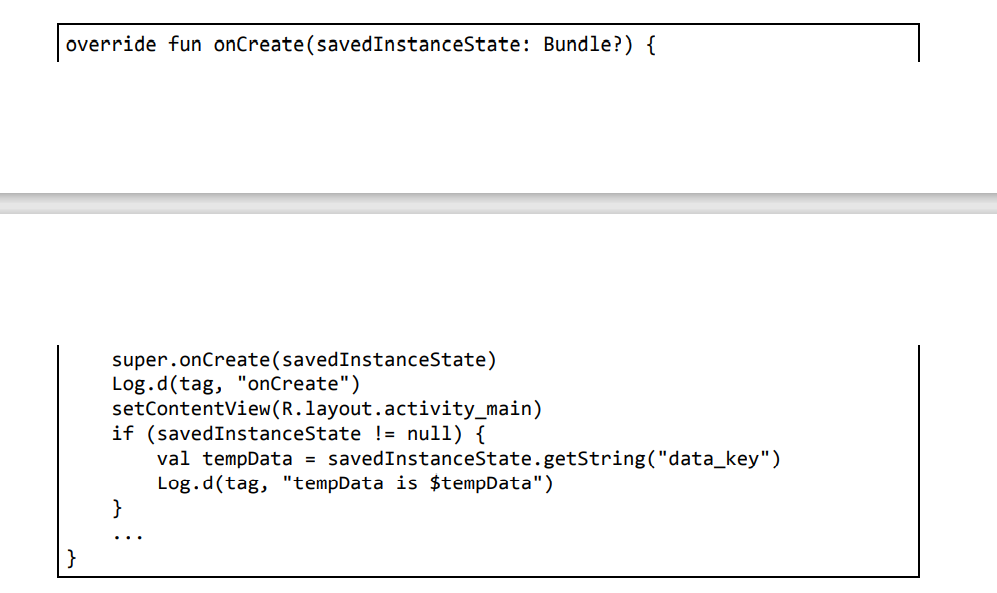 override fun onCreate(savedInstanceState: Bundle?) {
    super.onCreate(savedInstanceState)
    Log.d(tag, "onCreate")
    setContentView(R.layout.activity_main)
    if (savedInstanceState != null) {
        val tempData = savedInstanceState.getString("data_key")
        Log.d(tag, "tempData is $tempData")
    }
    ...
}